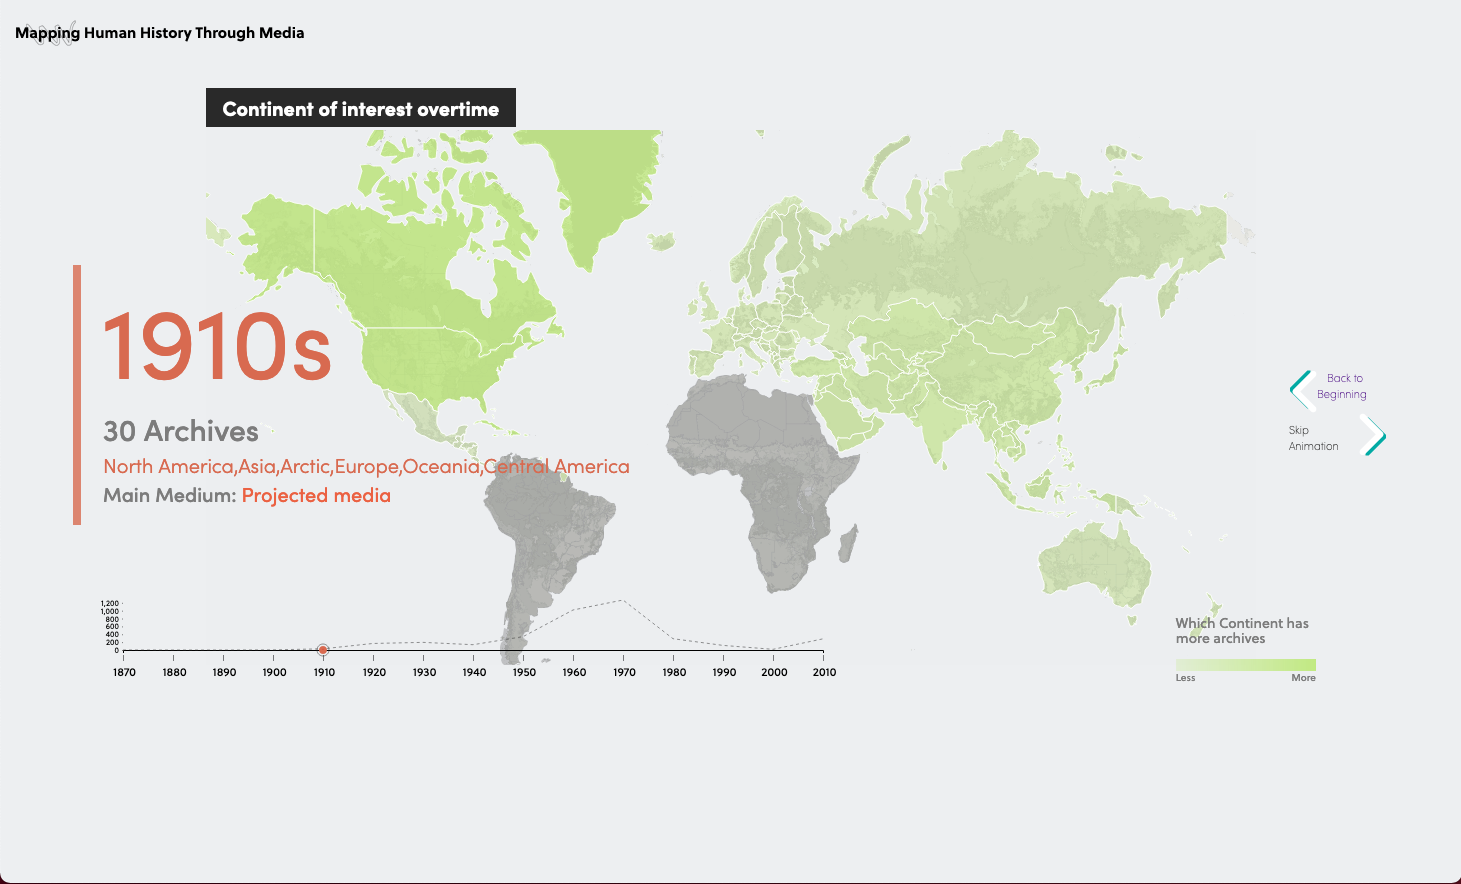 Mapping Human History Through Media
Continent of interest overtime
1910s
30 Archives
North America,Asia,Arctic,Europe,Oceania,Central America
Main Medium: Projected media
Back to
Beginning
Skip
Animation
1,200
1,000
800
600
400
200
0
1870 1880 1890 1900 1910 1920 1930 1940 1950 1960 1970 1980 1990 2000 2010
Which Continent has
more archives
Less More